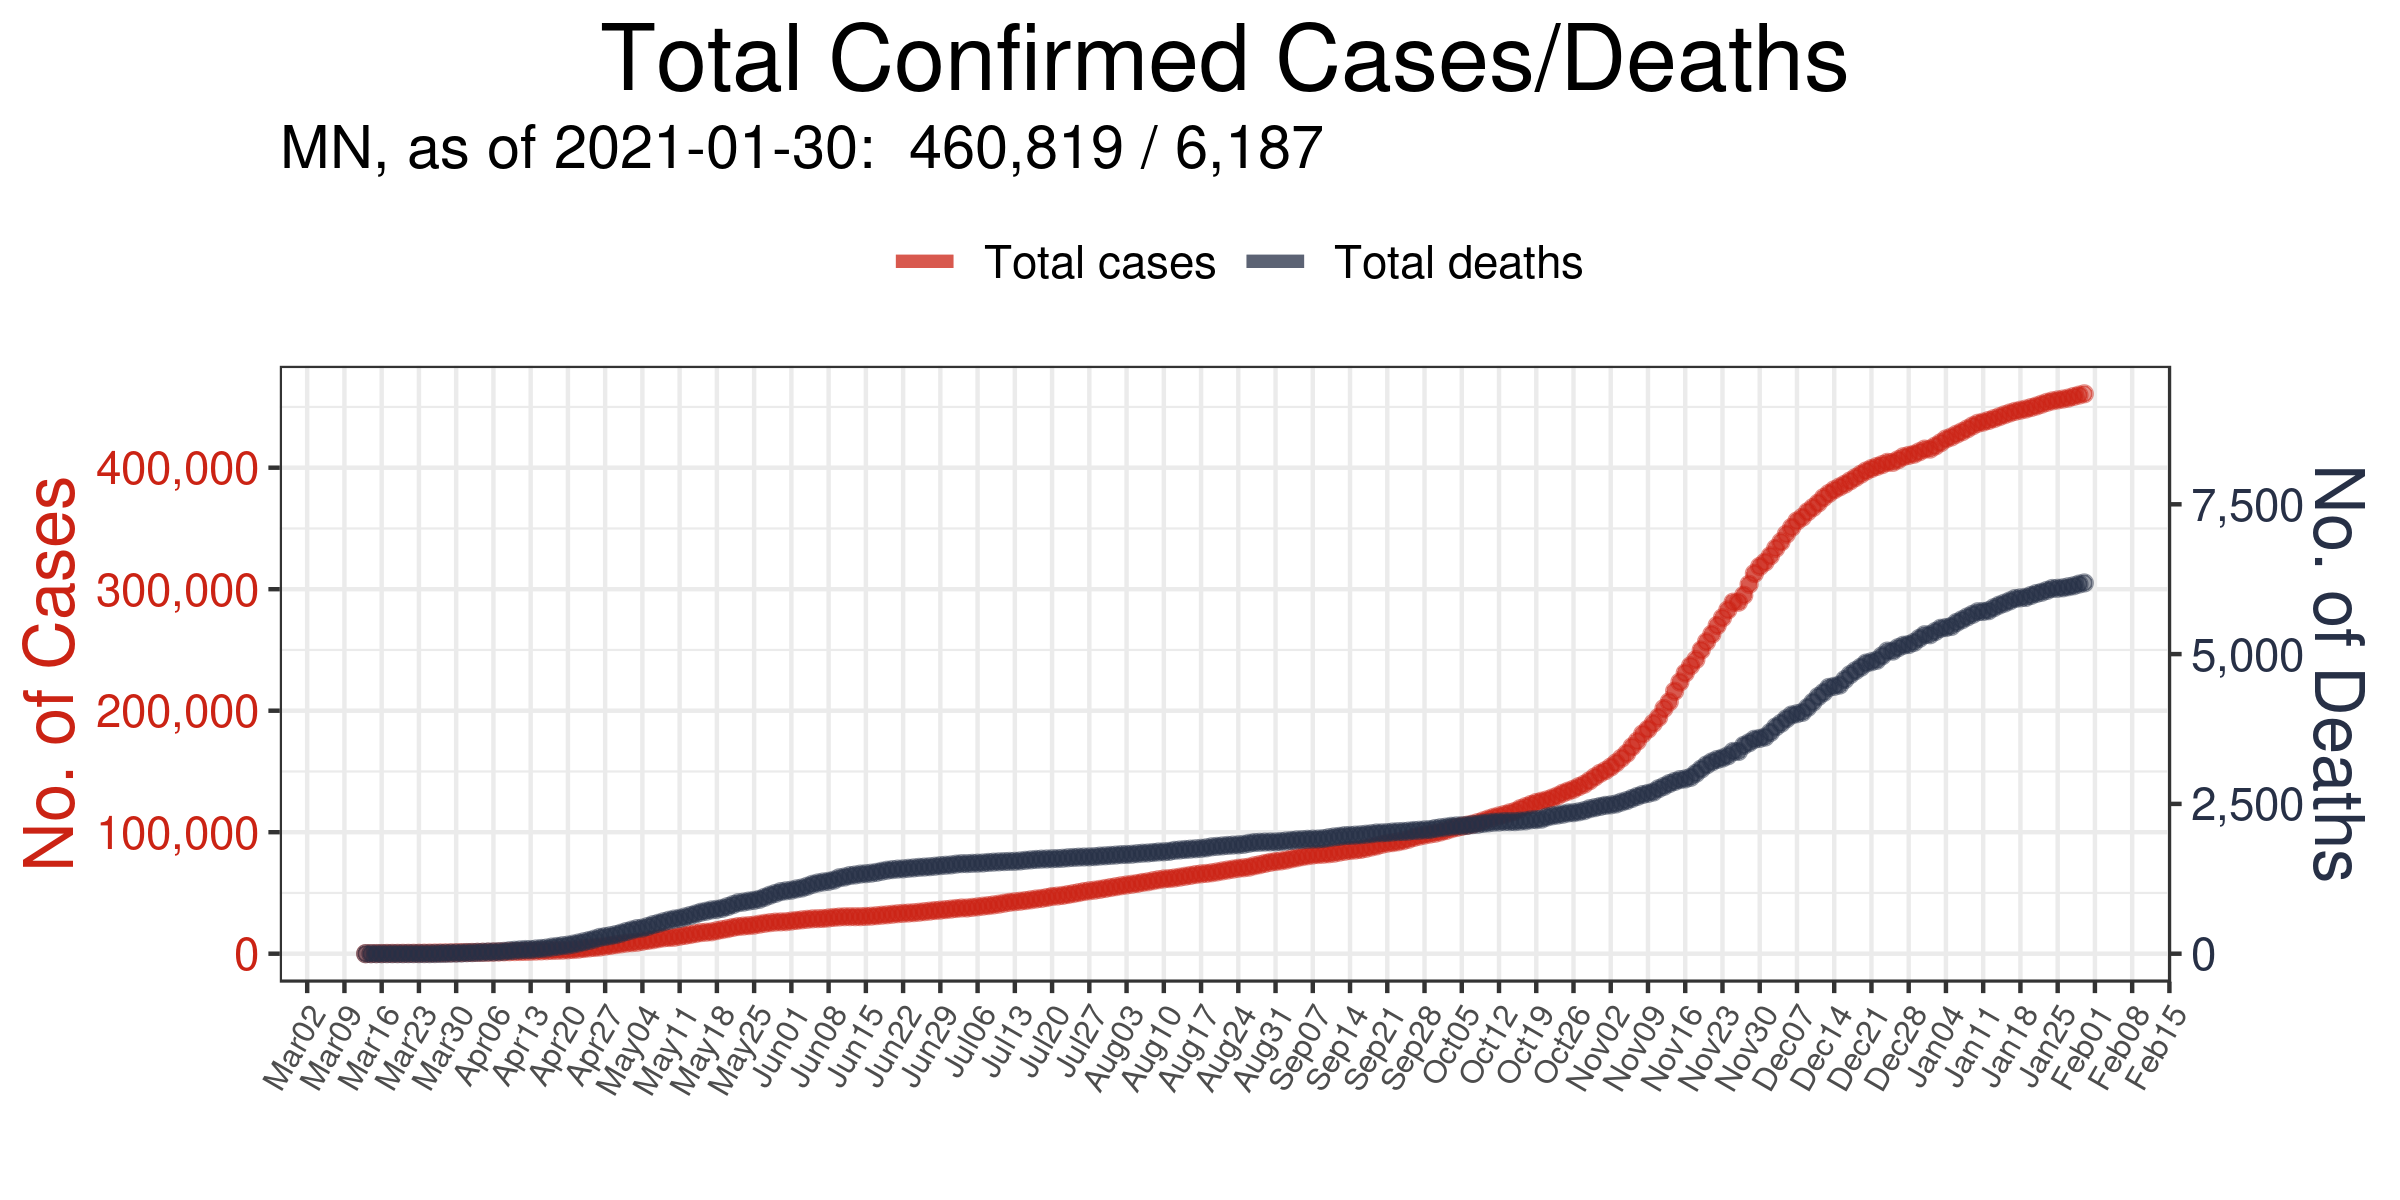 Total Confirmed Cases/Deaths
MN, as of 2021-01-30:  460,819 / 6,187
Total cases
Total deaths
No. of Cases
400,000
300,000
200,000
100,000
0
7,500
5,000
2,500
0
No. of Deaths
Mar02
Mar09
Mar16
Mar23
Mar30
Apr06
Apr13
Apr20
Apr27
May04
May11
May18
May25
Jun01
Jun08
Jun15
Jun22
Jun29
Jul06
Jul13
Jul20
Jul27
Aug03
Aug10
Aug17
Aug24
Aug31
Sep07
Sep14
Sep21
Sep28
Oct05
Oct12
Oct19
Oct26
Nov02
Nov09
Nov16
Nov23
Nov30
Dec07
Dec14
Dec21
Dec28
Jan04
Jan11
Jan18
Jan25
Feb01
Feb08
Feb15